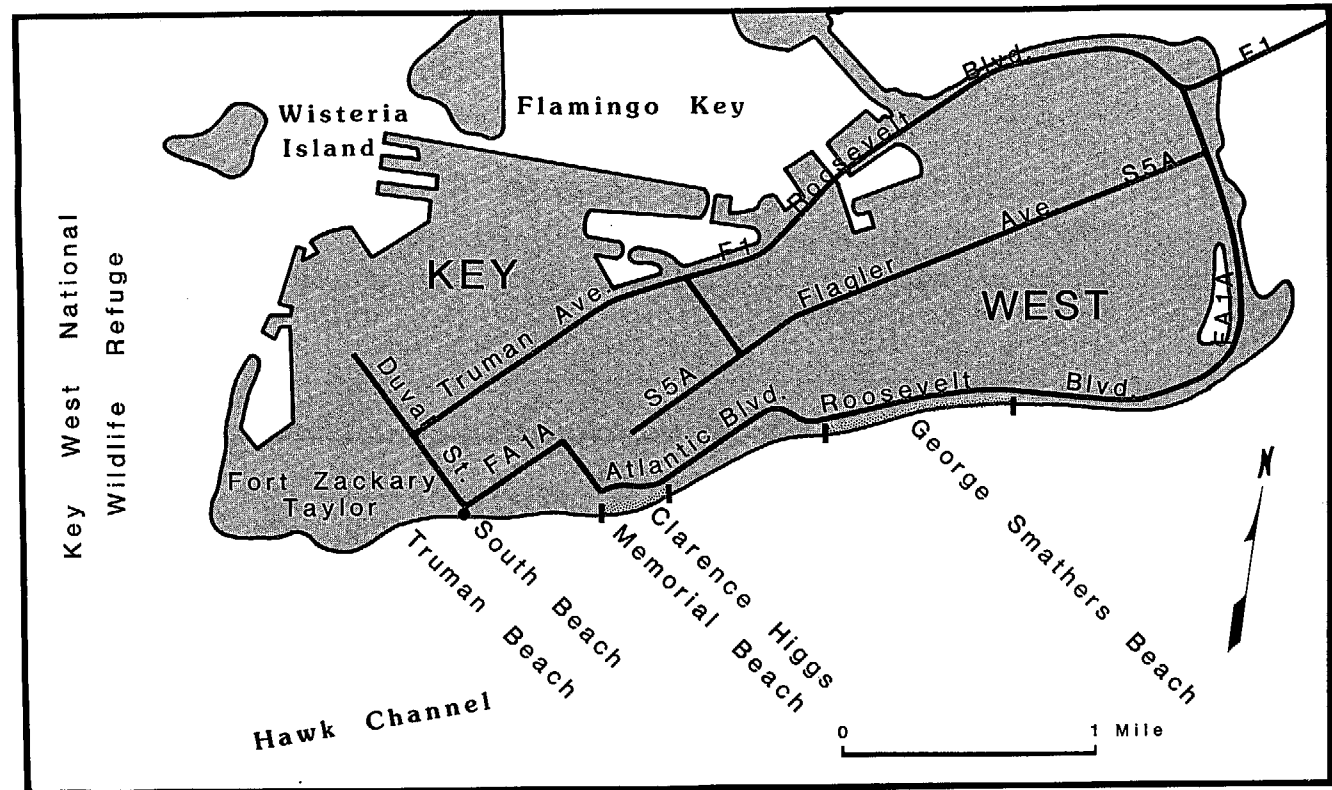 Wisteria
Island
Flamingo Key
Roosevelt Blvd.
F1
Key West National
Wildlife Refuge
KEY
WEST
F1
Truman Ave.
Duval St.
Flagler Ave.
S5A
S5A
FA1A
FA1A
Atlantic Blvd.
Roosevelt Blvd.
Fort Zackary
Taylor
Truman Beach
South Beach
Clarence Higgs
Memorial Beach
George Smathers Beach
Hawk Channel
N
0 1 Mile